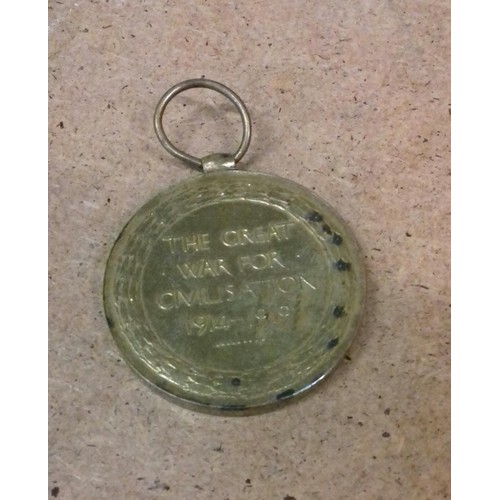 THE GREAT
WAR FOR
CIVILISATION
1914-